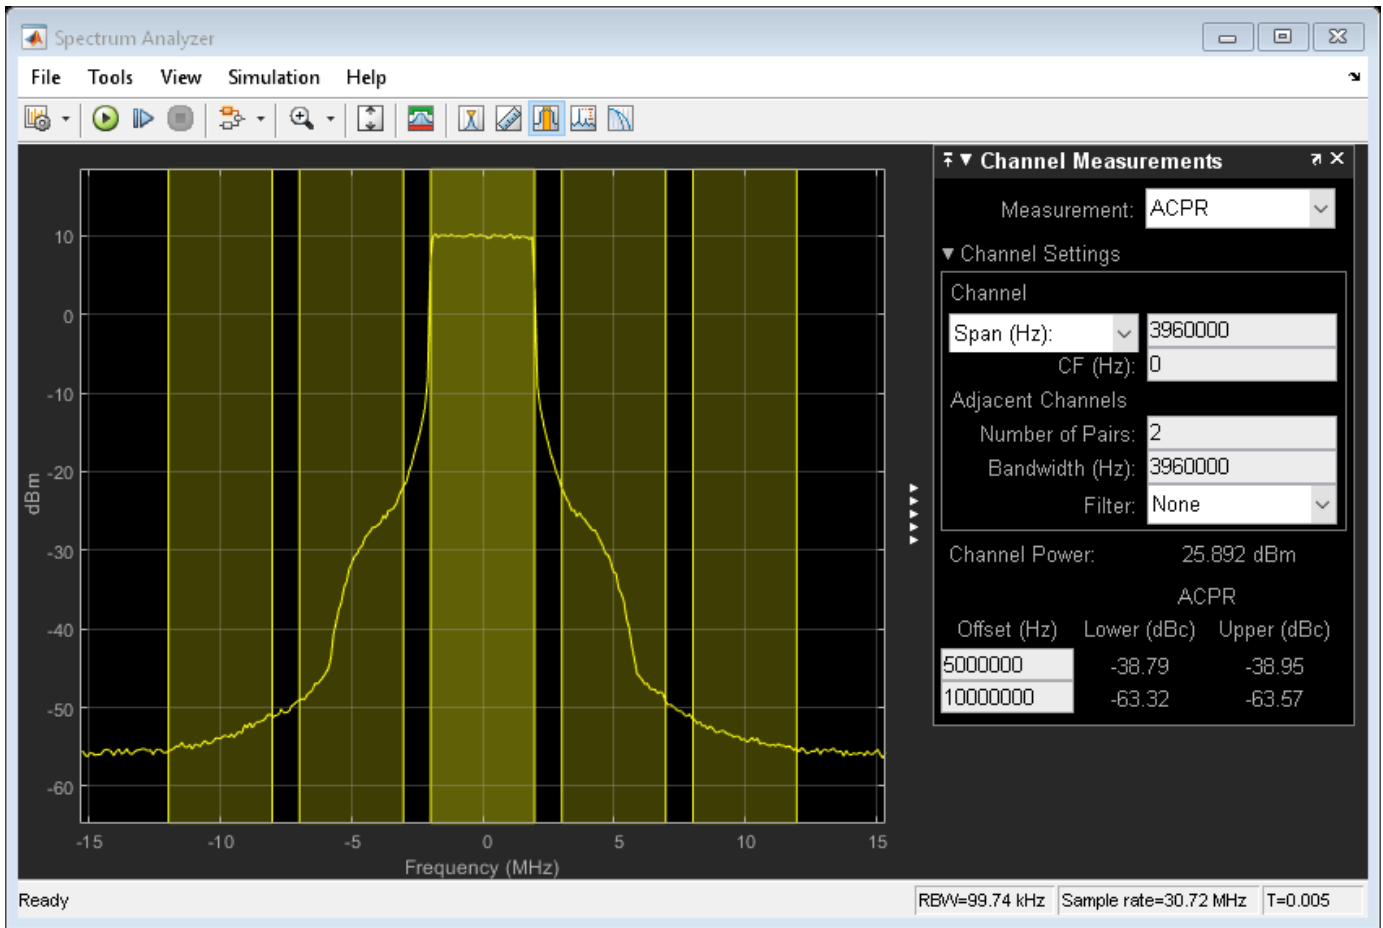 Spectrum Analyzer
File Tools View Simulation Help
Channel Measurements
Measurement: ACPR
Channel Settings
Channel
Span (Hz): 3960000
CF (Hz): 0
Adjacent Channels
Number of Pairs: 2
Bandwidth (Hz): 3960000
Filter: None
Channel Power: 25.892 dBm
ACPR
Offset (Hz) Lower (dBc) Upper (dBc)
5000000 -38.79 -38.95
10000000 -63.32 -63.57
10
0
-10
-20
-30
-40
-50
-60
dBm
-15 -10 -5 0 5 10 15
Frequency (MHz)
Ready RBW=99.74 kHz Sample rate=30.72 MHz T=0.005